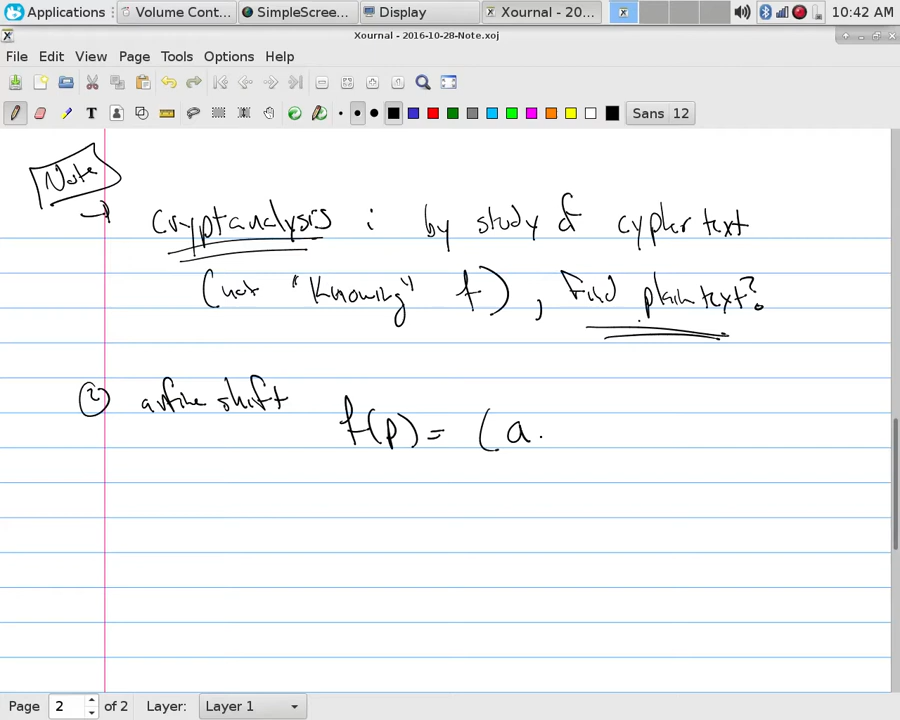 Applications Volume Cont... SimpleScree... Display Xournal - 20... 10:42 AM
Xournal - 2016-10-28-Note.xoj
File Edit View Page Tools Options Help
Sans 12
Note
→ cryptanalysis : by study of cypher text
(not "knowing" f), find plain text?
② affine shift
f(p) = (a.
Page 2 of 2 Layer: Layer 1